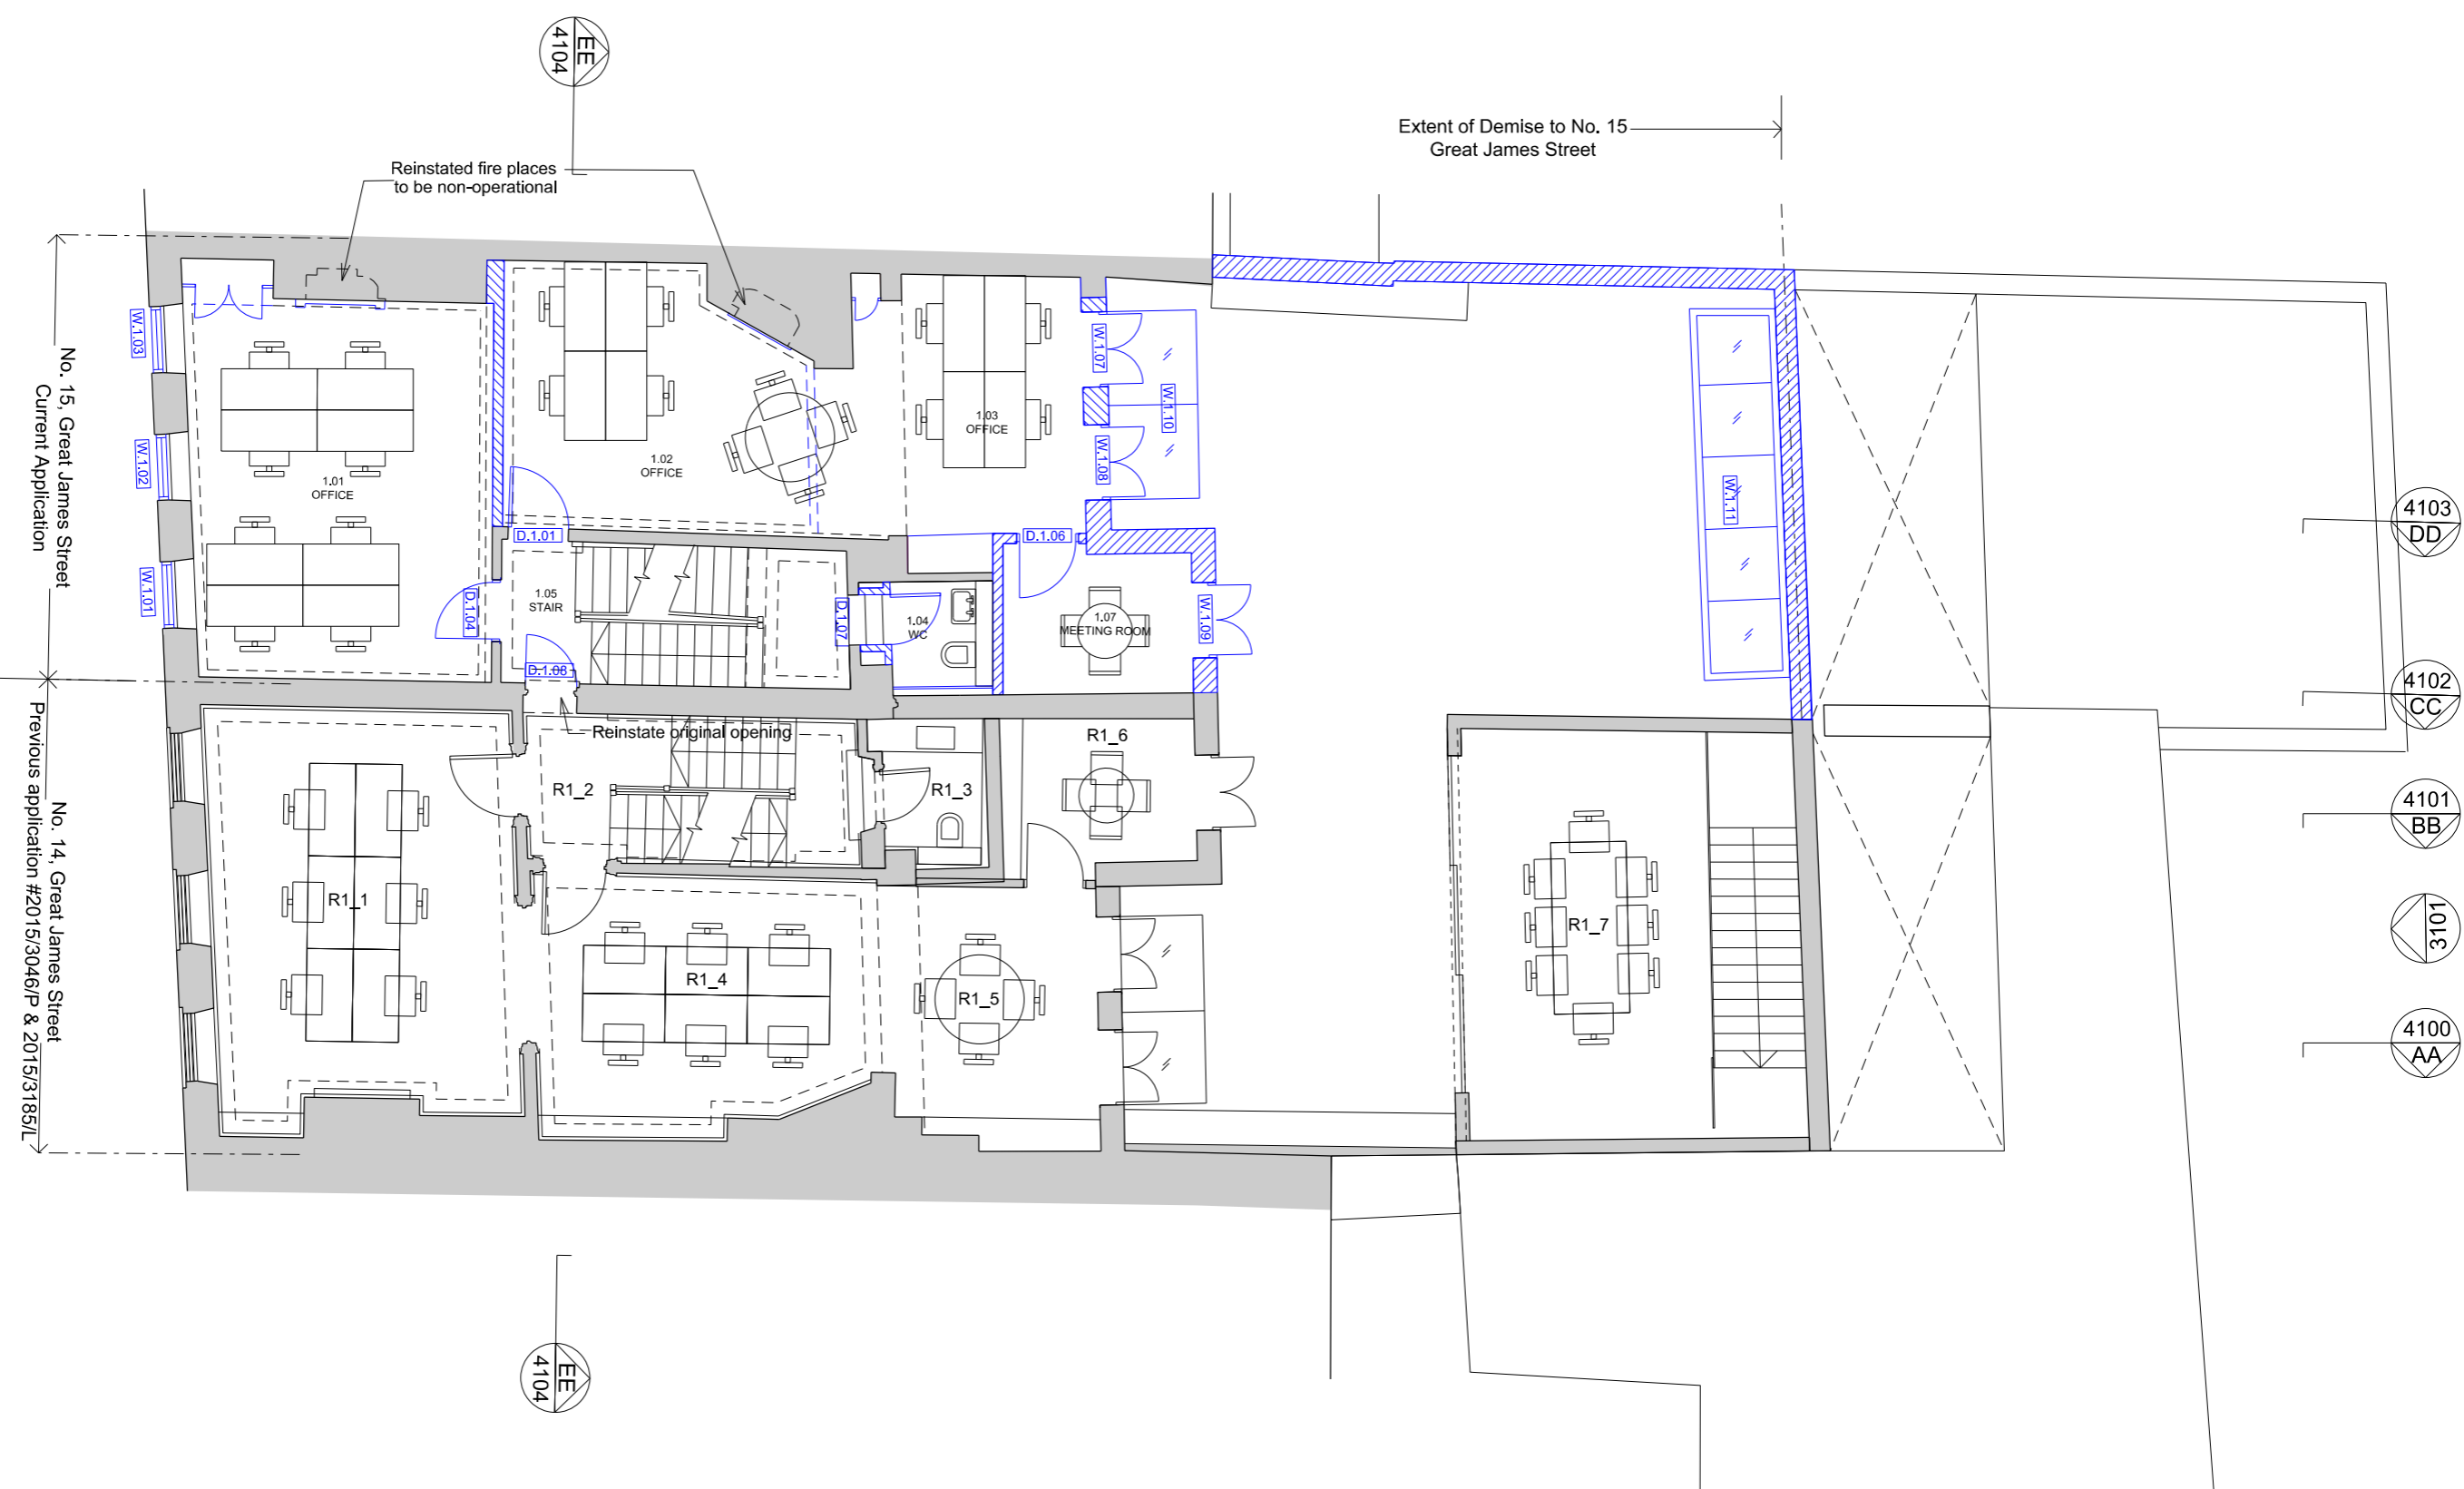 EE
4104
Extent of Demise to No. 15
Great James Street
Reinstated fire places
to be non-operational
No. 15, Great James Street
Current Application
W.1.03
W.1.02
W.1.01
1.01
OFFICE
1.02
OFFICE
1.03
OFFICE
W.1.07
W.1.10
W.1.08
W.1.11
D.1.01
D.1.06
D.1.04
1.05
STAIR
D.1.07
1.04
WC
1.07
MEETING ROOM
W.1.09
D.1.08
Reinstate original opening
No. 14, Great James Street
Previous application #2015/3046/P & 2015/3185/L
R1_1
R1_2
R1_3
R1_4
R1_5
R1_6
R1_7
4103
DD
4102
CC
4101
BB
3101
4100
AA
EE
4104